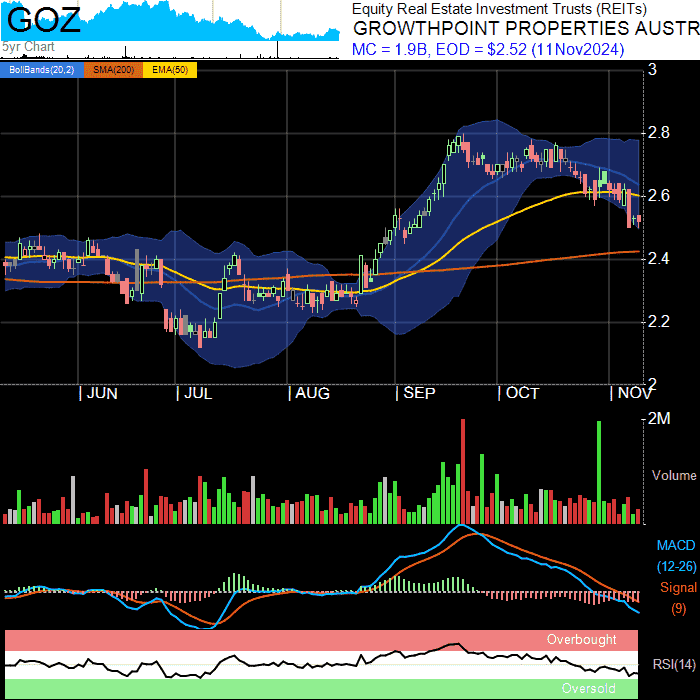 GOZ
5yr Chart
Equity Real Estate Investment Trusts (REITs)
GROWTHPOINT PROPERTIES AUSTR
MC = 1.9B, EOD = $2.52 (11Nov2024)
BollBands(20,2) SMA(200) EMA(50)
3
2.8
2.6
2.4
2.2
2
JUN JUL AUG SEP OCT NOV
2M
Volume
MACD
(12-26)
Signal
(9)
Overbought
RSI(14)
Oversold